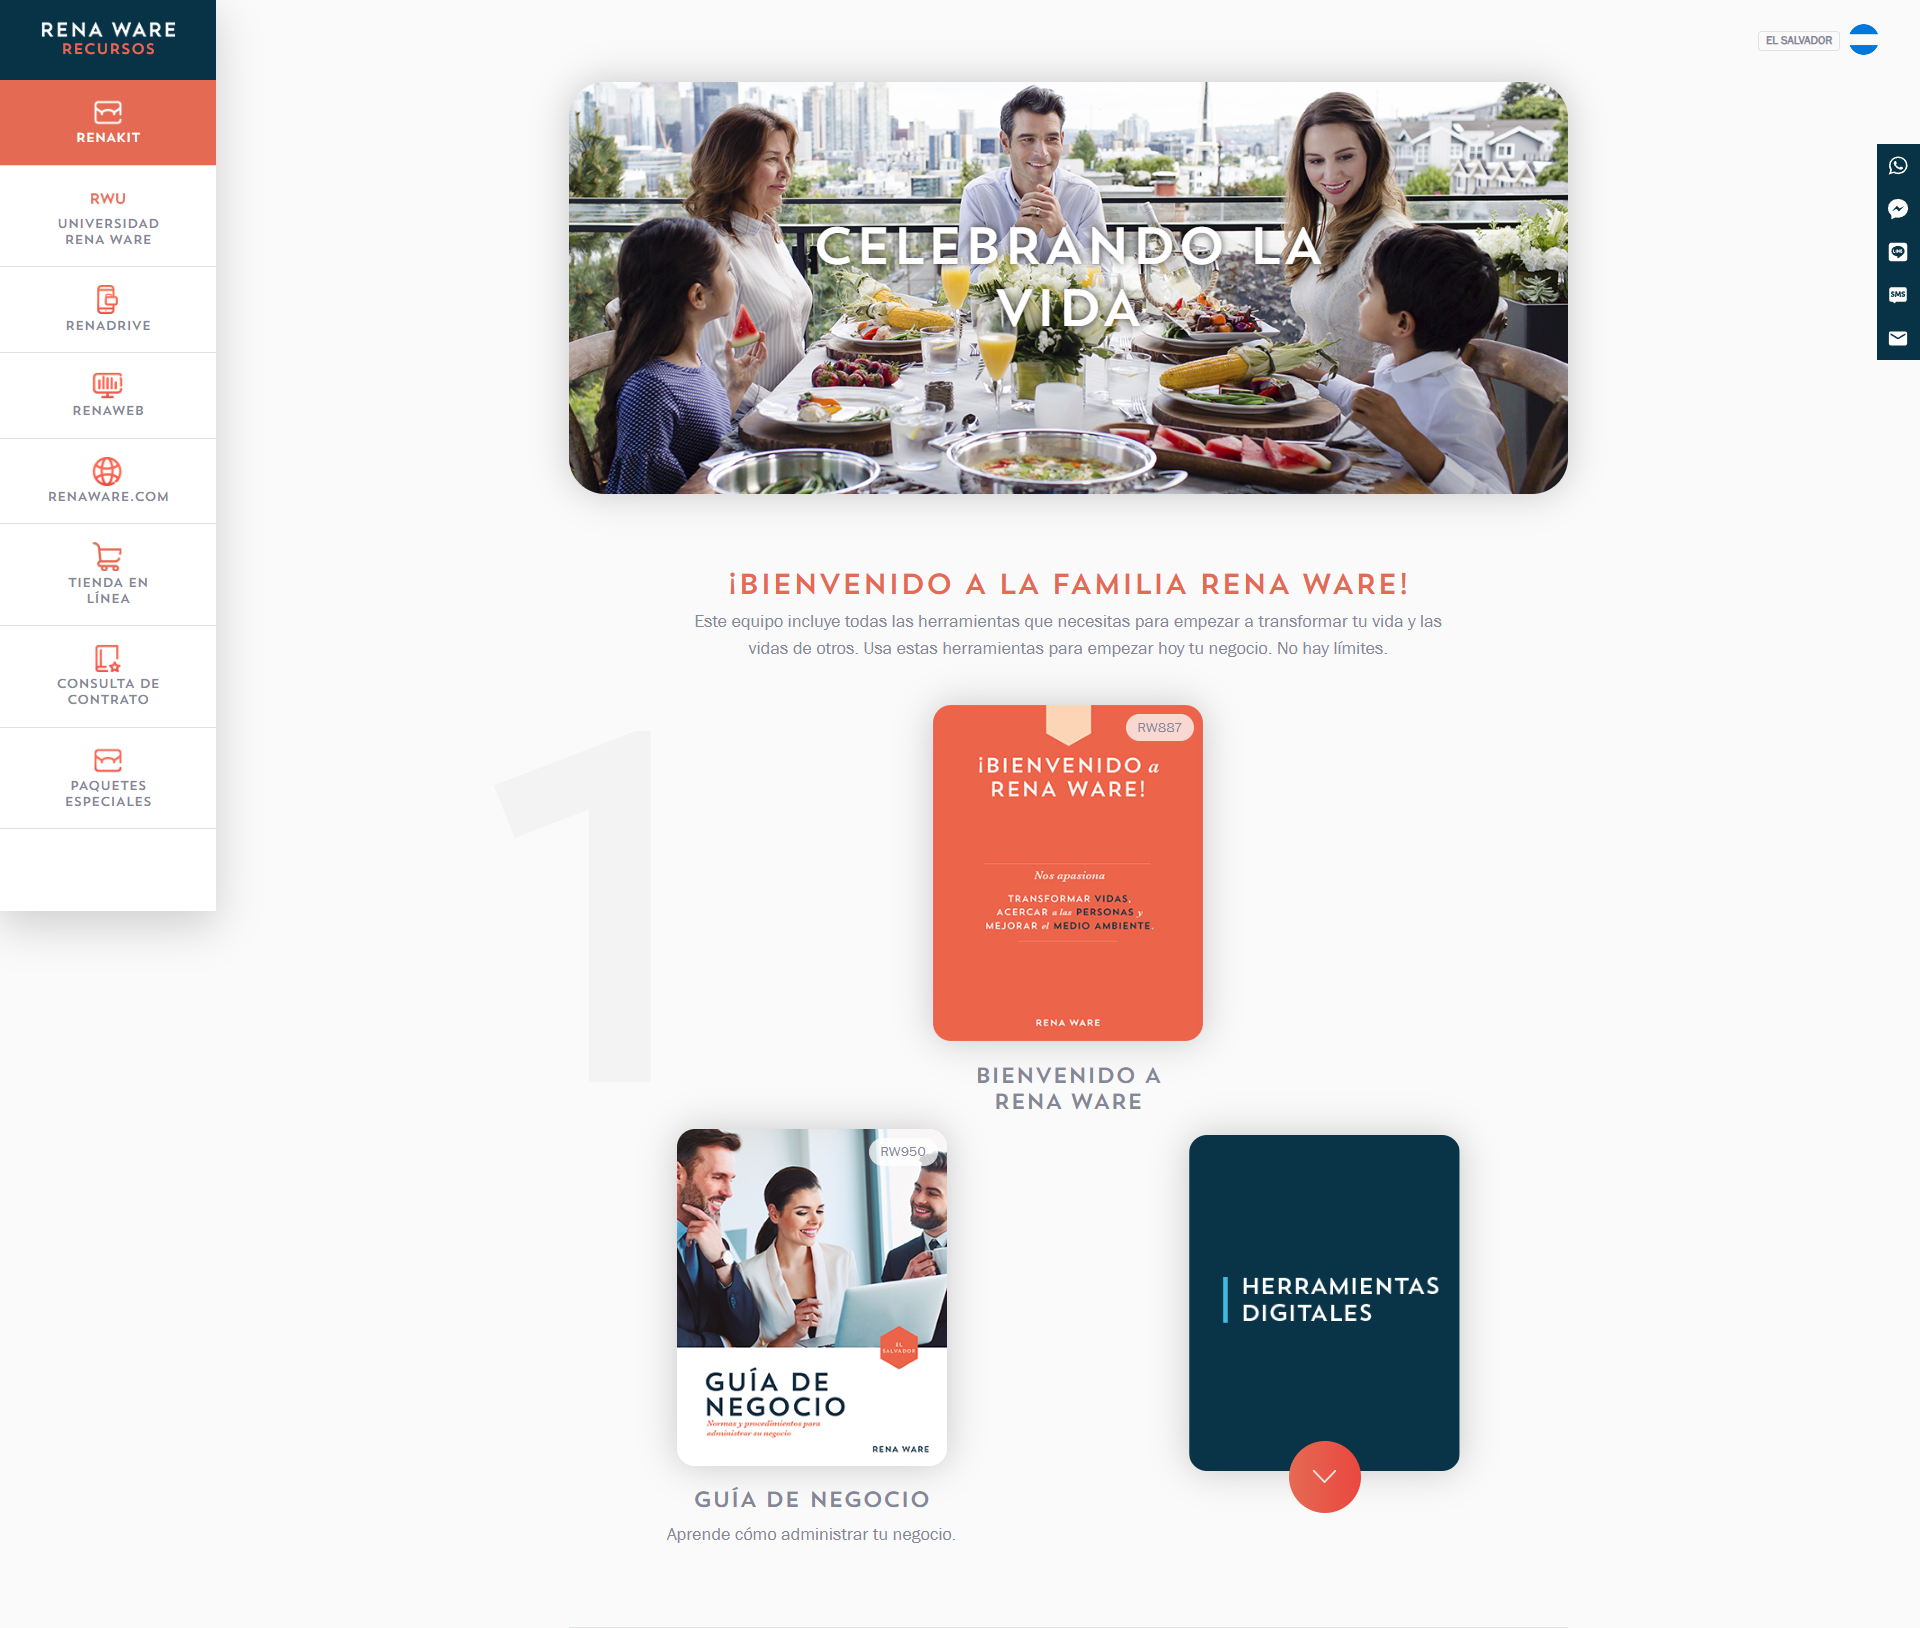 RENA WARE
RECURSOS
EL SALVADOR
RENAKIT
RWU
UNIVERSIDAD
RENA WARE
RENADRIVE
RENAWEB
RENAWARE.COM
TIENDA EN
LÍNEA
CONSULTA DE
CONTRATO
PAQUETES
ESPECIALES
LINE
SMS
CELEBRANDO LA
VIDA
¡BIENVENIDO A LA FAMILIA RENA WARE!
Este equipo incluye todas las herramientas que necesitas para empezar a transformar tu vida y las
vidas de otros. Usa estas herramientas para empezar hoy tu negocio. No hay límites.
1
RW887
¡BIENVENIDO a
RENA WARE!
Nos apasiona
TRANSFORMAR VIDAS,
ACERCAR a las PERSONAS y
MEJORAR el MEDIO AMBIENTE.
RENA WARE
BIENVENIDO A
RENA WARE
RW950
EL
SALVADOR
GUÍA DE
NEGOCIO
Normas y procedimientos para
administrar su negocio
RENA WARE
GUÍA DE NEGOCIO
Aprende cómo administrar tu negocio.
HERRAMIENTAS
DIGITALES